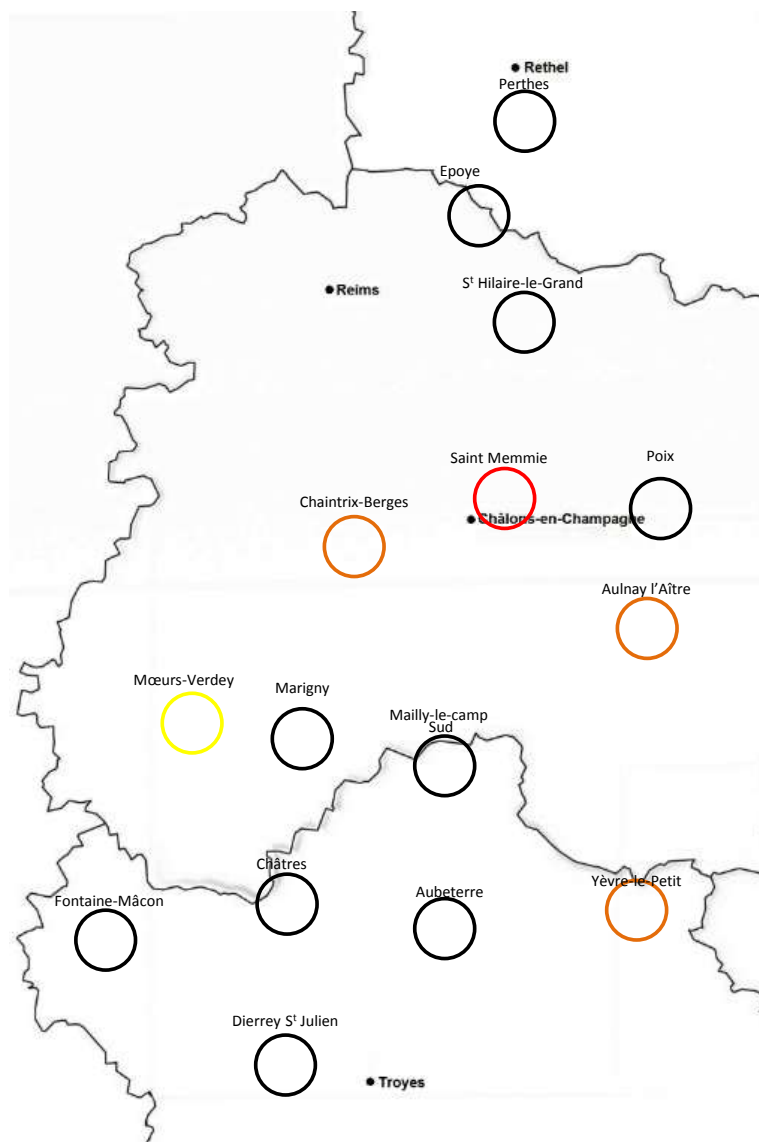 Rethel
Perthes
Epoye
Sᵗ Hilaire-le-Grand
Reims
Saint Memmie
Poix
Chaintrix-Berges
Châlons-en-Champagne
Aulnay l’Aître
Mœurs-Verdey
Marigny
Mailly-le-camp
Sud
Châtres
Aubeterre
Yèvre-le-Petit
Fontaine-Mâcon
Dierrey Sᵗ Julien
Troyes